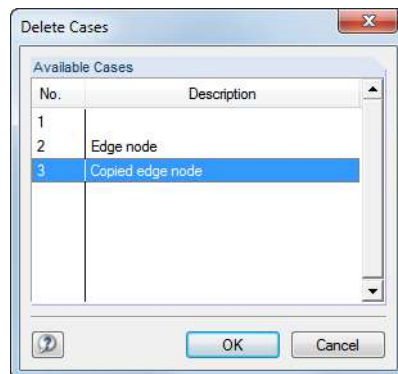 Delete Cases
Available Cases
No. Description
1
2 Edge node
3 Copied edge node
OK Cancel